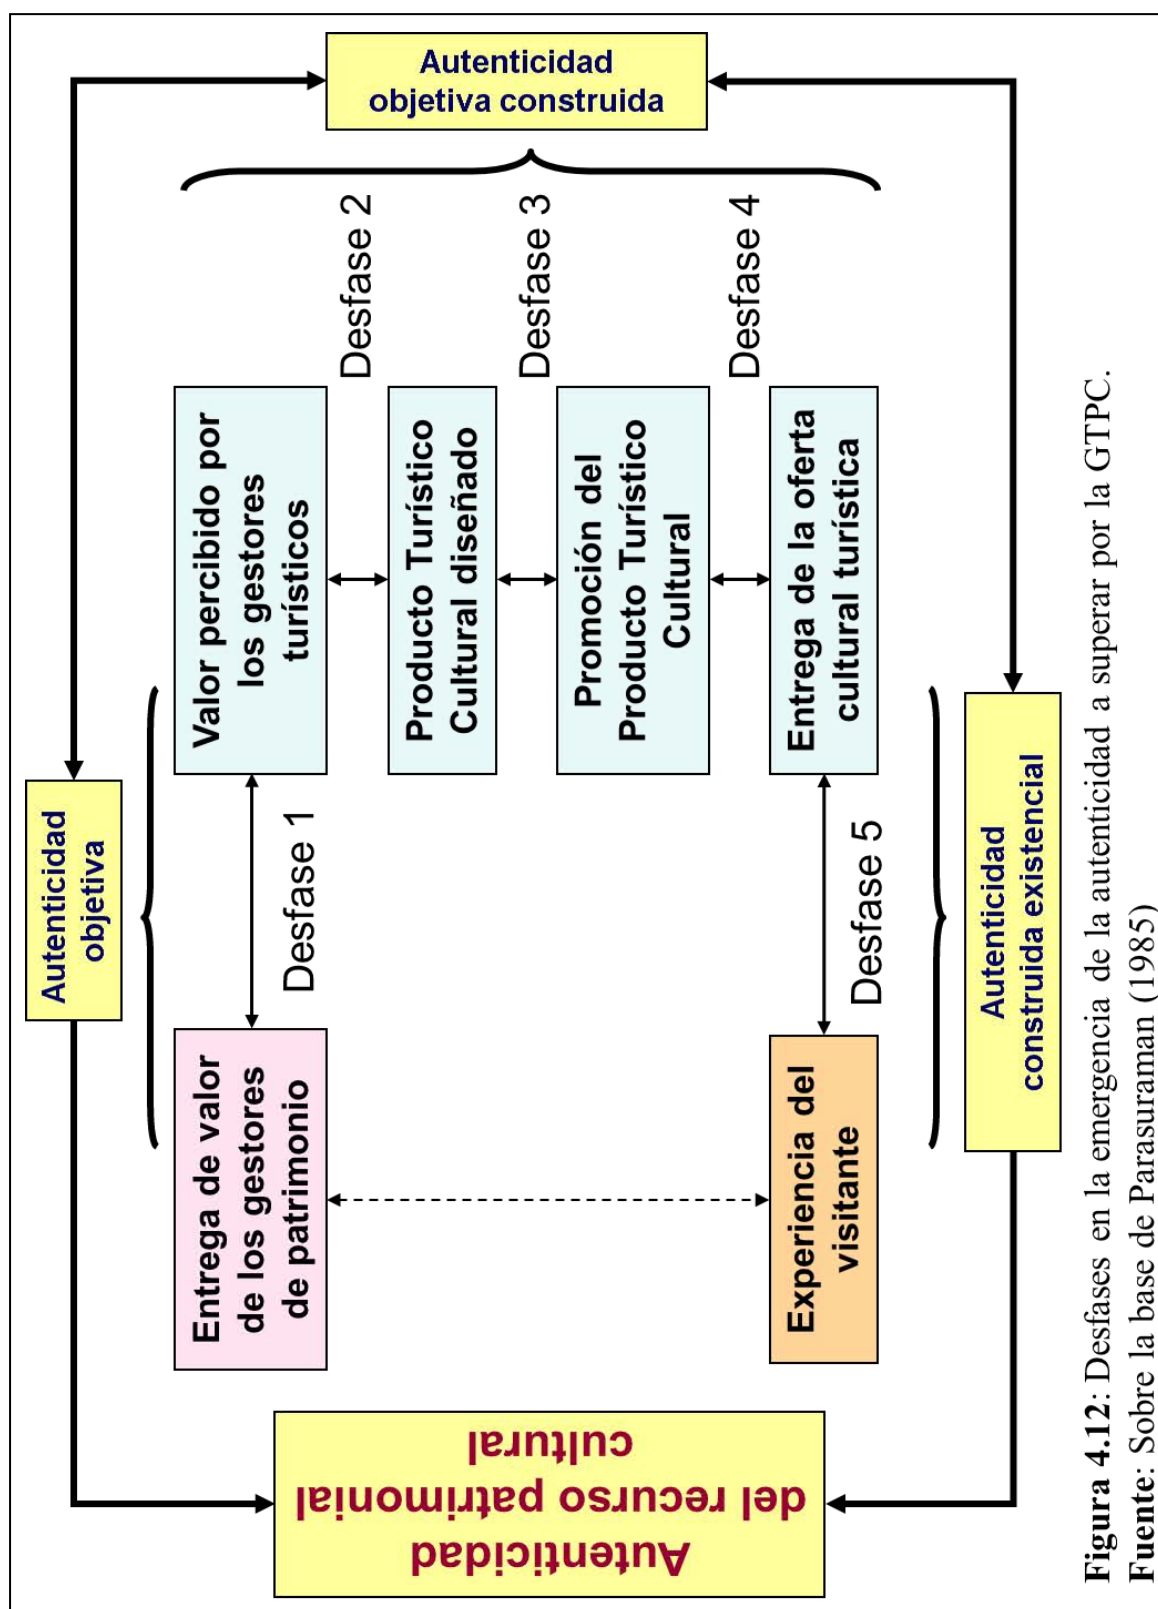 Autenticidad
objetiva
Entrega de valor
de los gestores
de patrimonio
Desfase 1
Valor percibido por
los gestores
turísticos
Desfase 2
Producto Turístico
Cultural diseñado
Desfase 3
Promoción del
Producto Turístico
Cultural
Desfase 4
Entrega de la oferta
cultural turística
Desfase 5
Experiencia del
visitante
Autenticidad
objetiva construida
Autenticidad
construida existencial
Autenticidad
del recurso patrimonial
cultural
Figura 4.12: Desfases en la emergencia de la autenticidad a superar por la GTPC.
Fuente: Sobre la base de Parasuraman (1985)